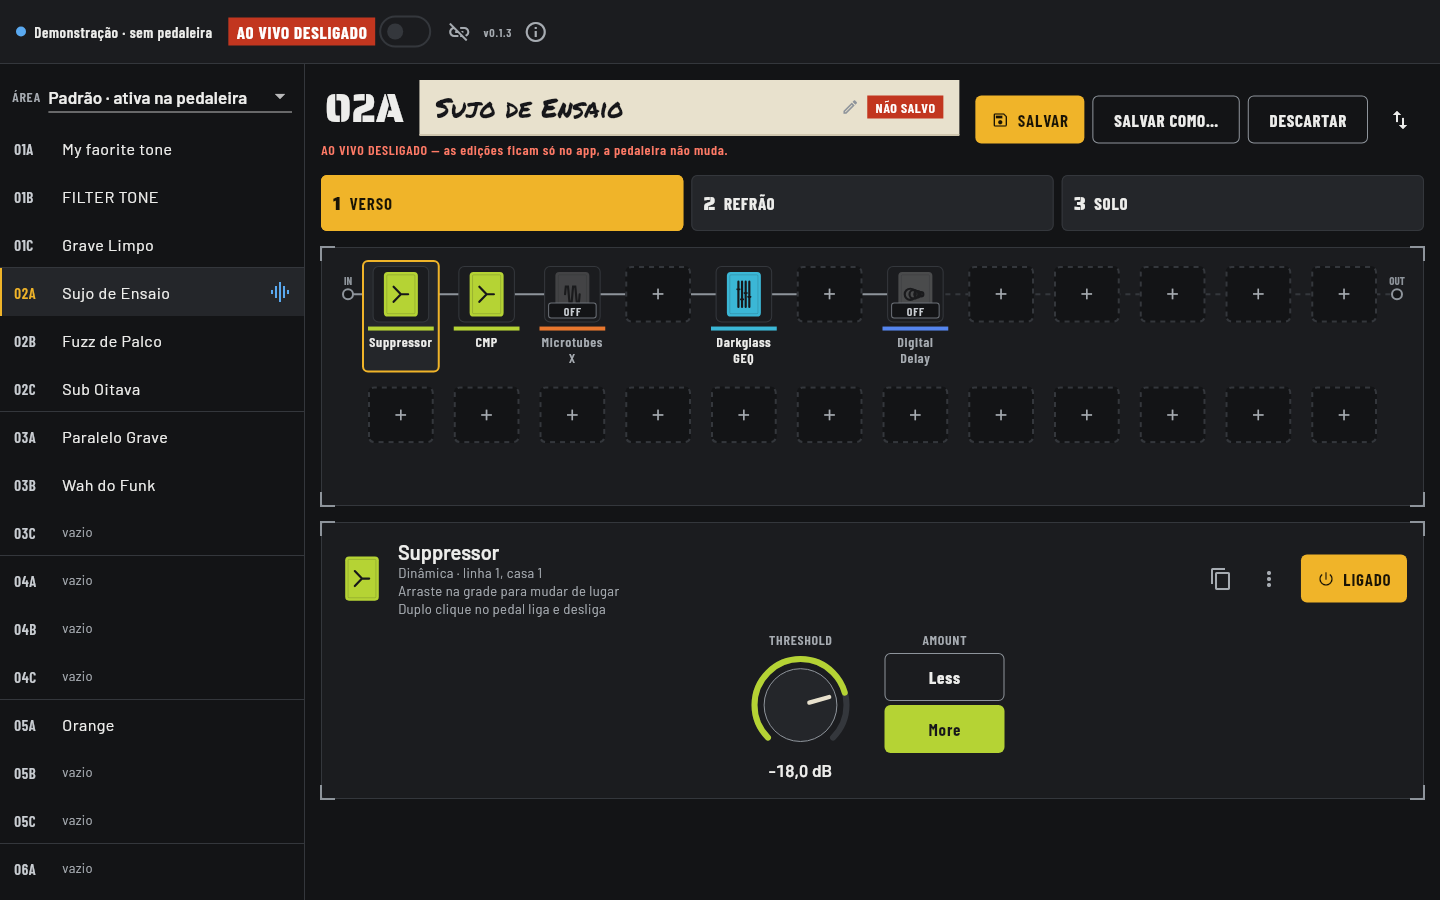 Demonstração · sem pedaleira
AO VIVO DESLIGADO
v0.1.3
ÁREA
Padrão · ativa na pedaleira
01A My faorite tone
01B FILTER TONE
01C Grave Limpo
02A Sujo de Ensaio
02B Fuzz de Palco
02C Sub Oitava
03A Paralelo Grave
03B Wah do Funk
03C vazio
04A vazio
04B vazio
04C vazio
05A Orange
05B vazio
05C vazio
06A vazio
02A
SUJO DE ENSAIO
NÃO SALVO
SALVAR
SALVAR COMO...
DESCARTAR
AO VIVO DESLIGADO — as edições ficam só no app, a pedaleira não muda.
1 VERSO
2 REFRÃO
3 SOLO
IN
OFF
OFF
OUT
Suppressor
CMP
Microtubes
X
Darkglass
GEQ
Digital
Delay
Suppressor
Dinâmica · linha 1, casa 1
Arraste na grade para mudar de lugar
Duplo clique no pedal liga e desliga
LIGADO
THRESHOLD
-18,0 dB
AMOUNT
Less
More